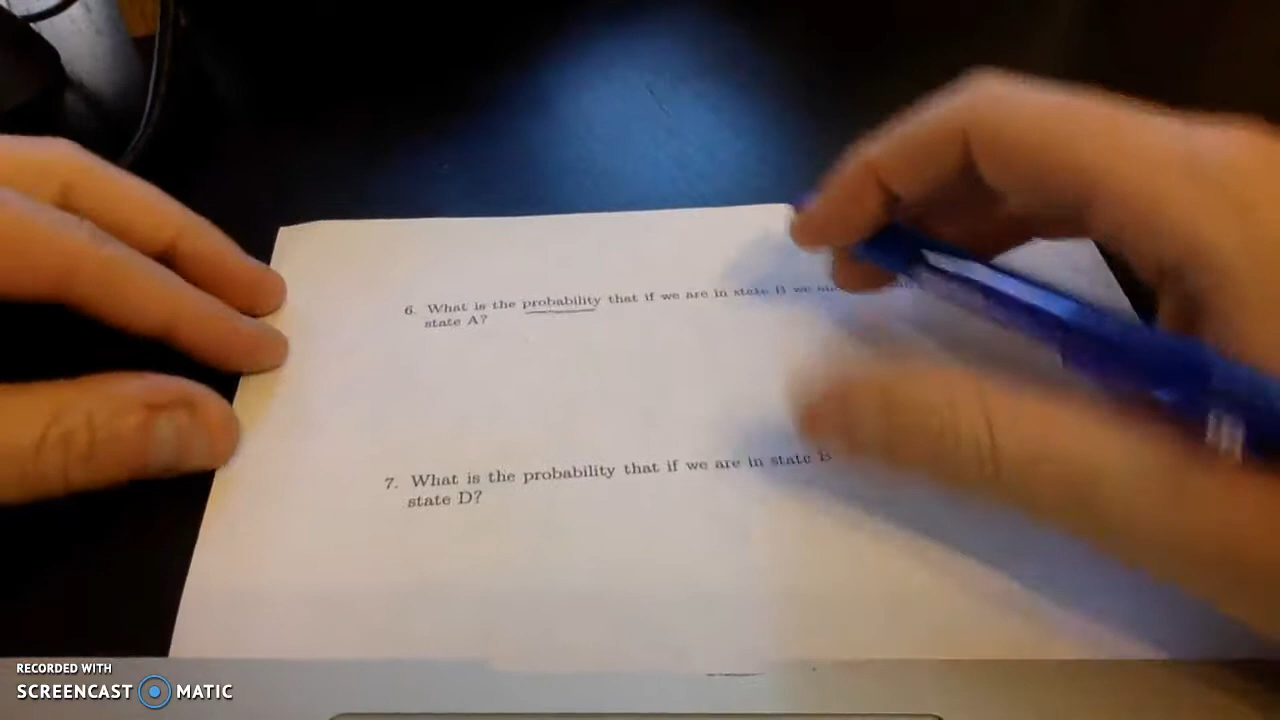 6. What is the probability that if we are in state B we
state A?
7. What is the probability that if we are in state B
state D?
RECORDED WITH
SCREENCAST MATIC